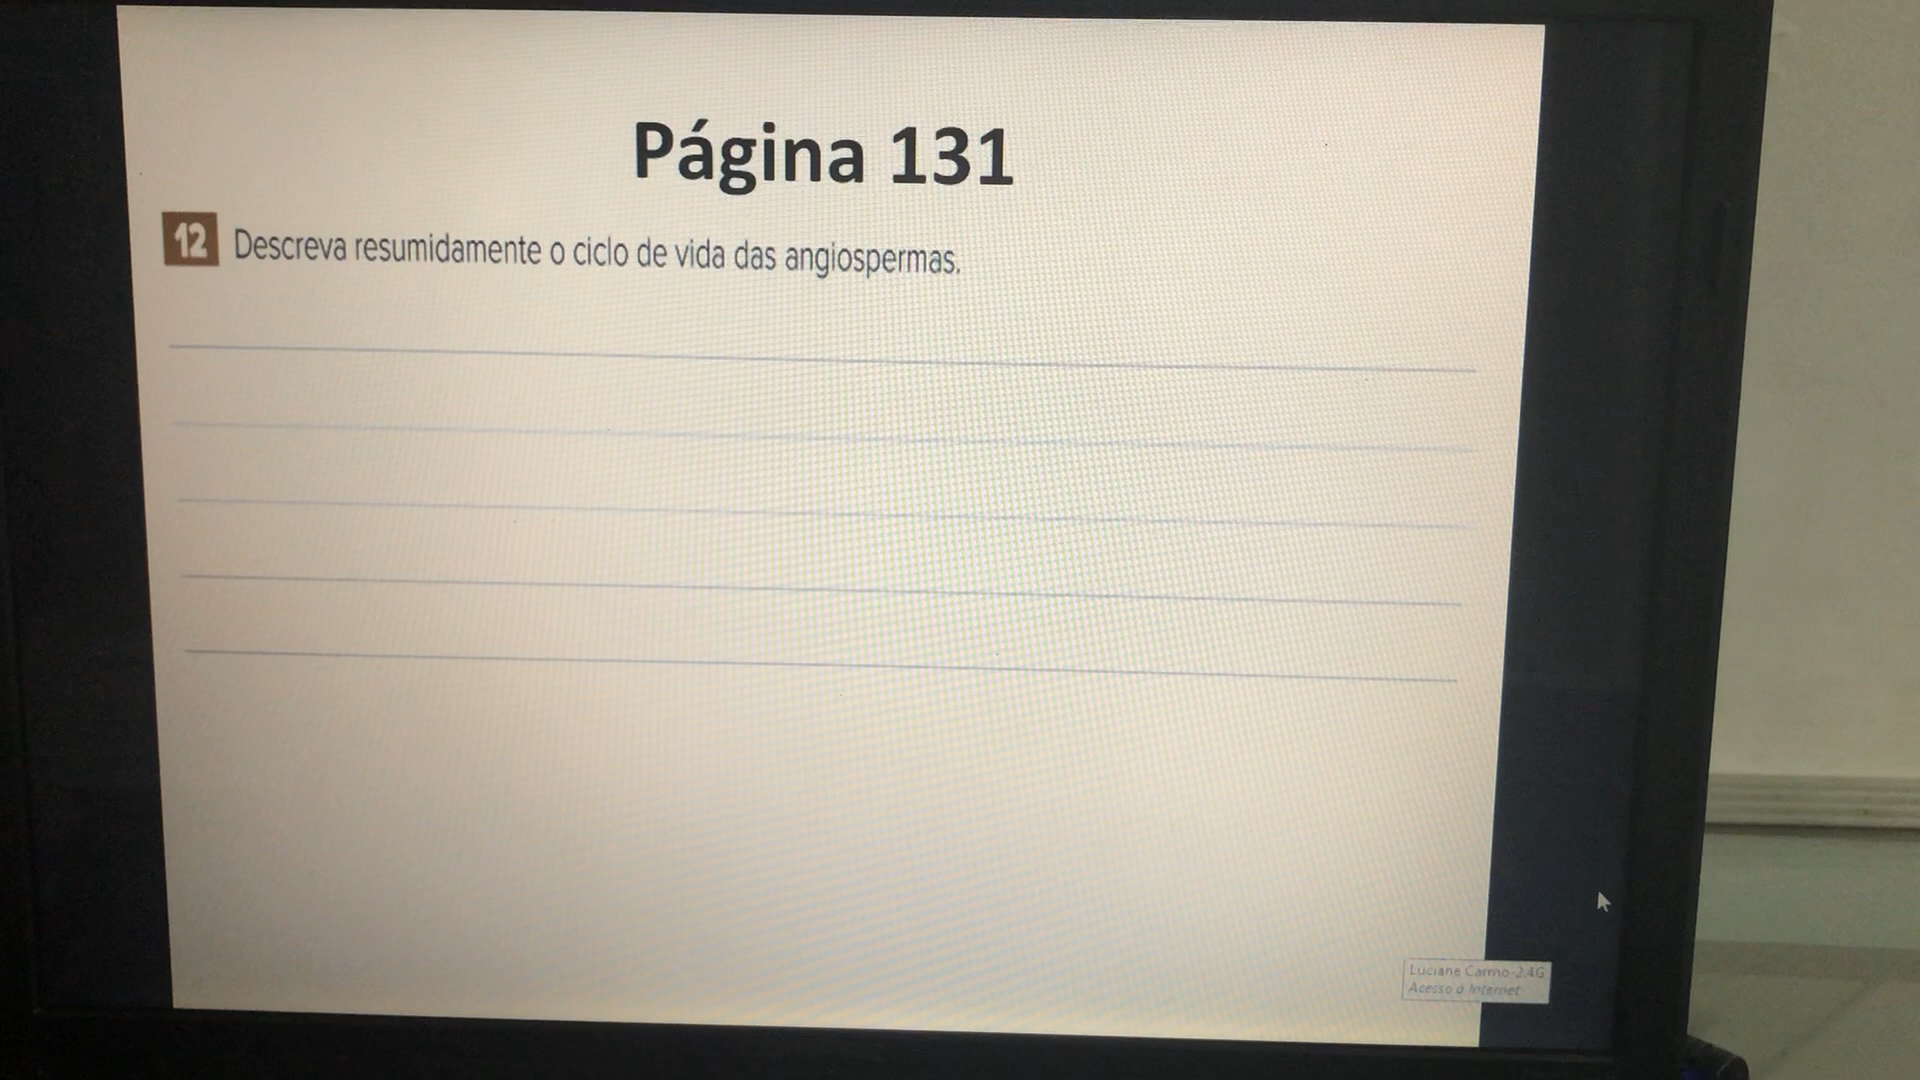 Página 131
12 Descreva resumidamente o ciclo de vida das angiospermas.
Luciane Carmo-2.4G
Acesso à Internet